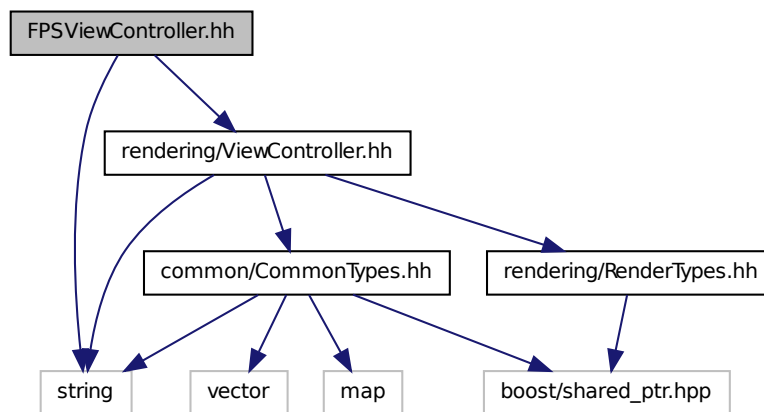 FPSViewController.hh
rendering/ViewController.hh
common/CommonTypes.hh
rendering/RenderTypes.hh
string
vector
map
boost/shared_ptr.hpp